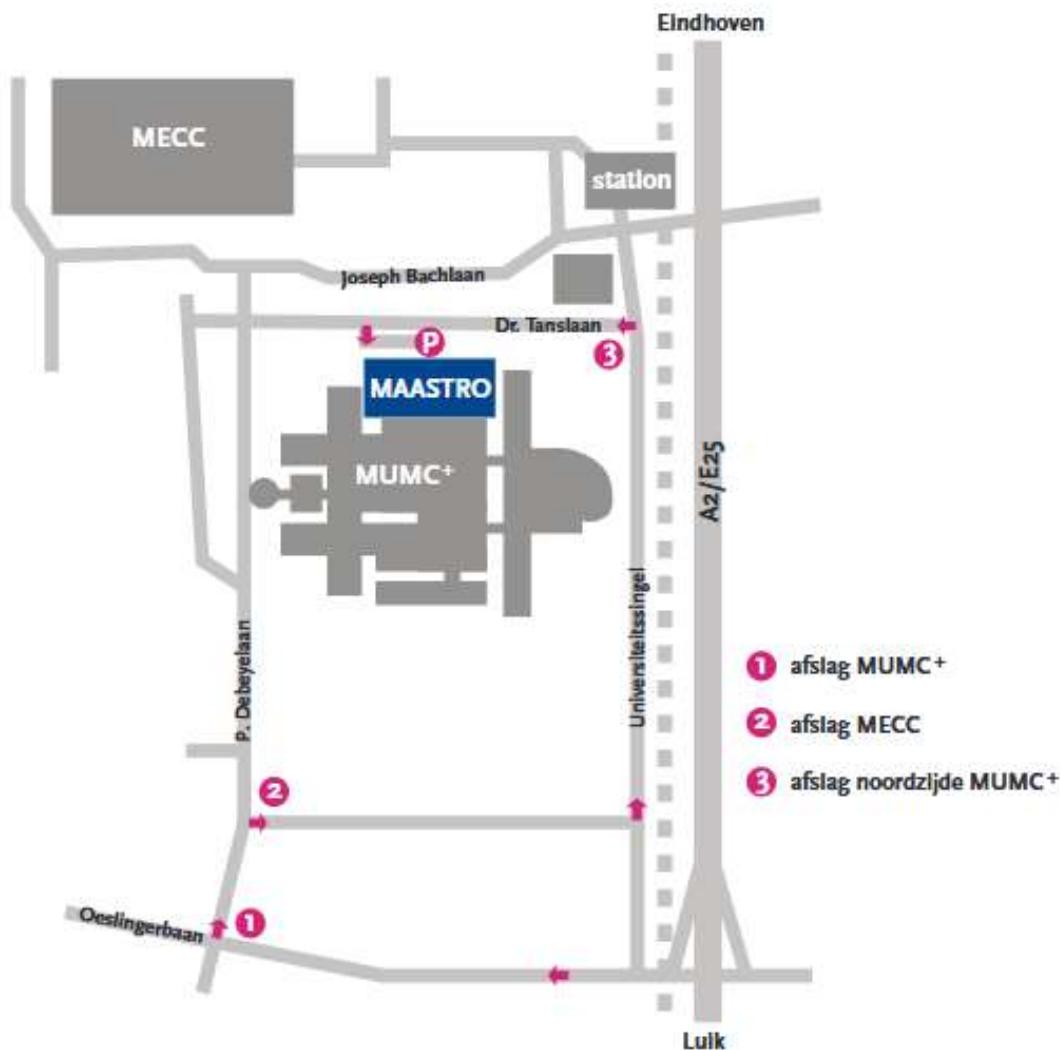 Eindhoven
MECC
station
Joseph Bachlaan
Dr. Tanslaan
P
3
MAASTRO
MUMC+
A2/E25
P. Debeyelaan
Universiteitssingel
1 afslag MUMC+
2 afslag MECC
3 afslag noordzijde MUMC+
2
1
Oeslingerbaan
Luik